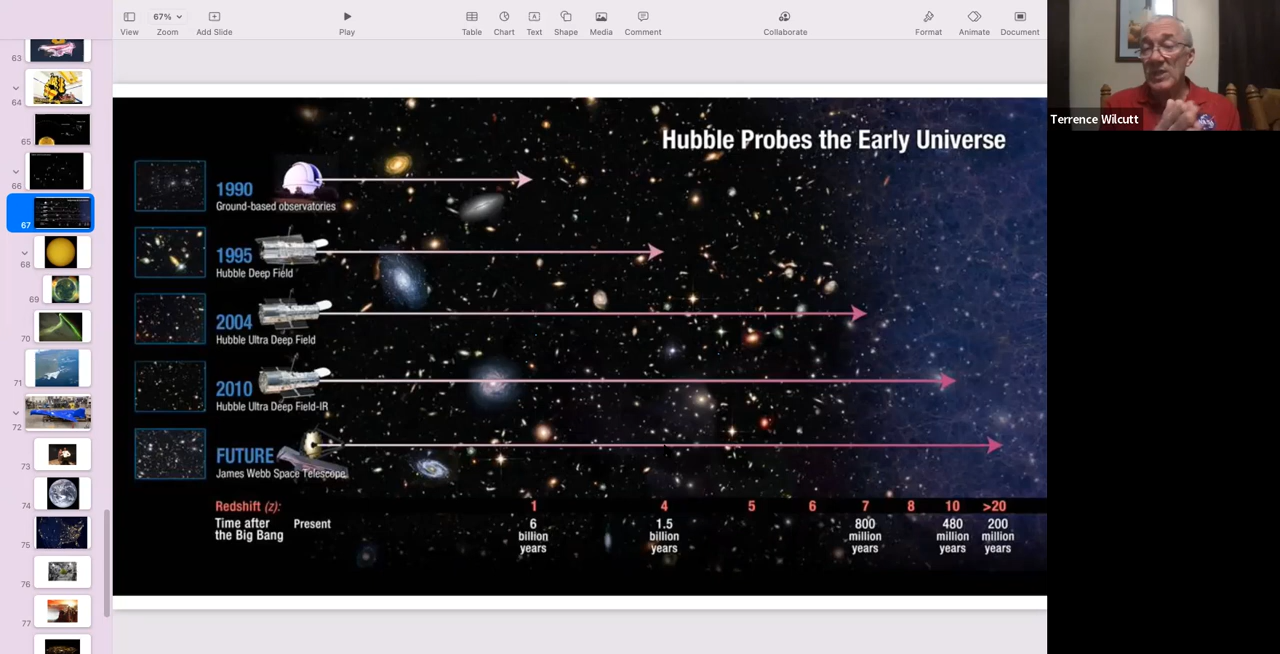 67%
View
Zoom
Add Slide
Play
Table
Chart
Text
Shape
Media
Comment
Collaborate
Format
Animate
Document
63
64
65
66
67
68
69
70
71
72
73
74
75
76
77
Hubble Probes the Early Universe
1990
Ground-based observatories
1995
Hubble Deep Field
2004
Hubble Ultra Deep Field
2010
Hubble Ultra Deep Field-IR
FUTURE
James Webb Space Telescope
Redshift (z): 1 4 5 6 7 8 10 >20
Time after Present 6 1.5 800 480 200
the Big Bang billion billion million million million
years years years years years
Terrence Wilcutt